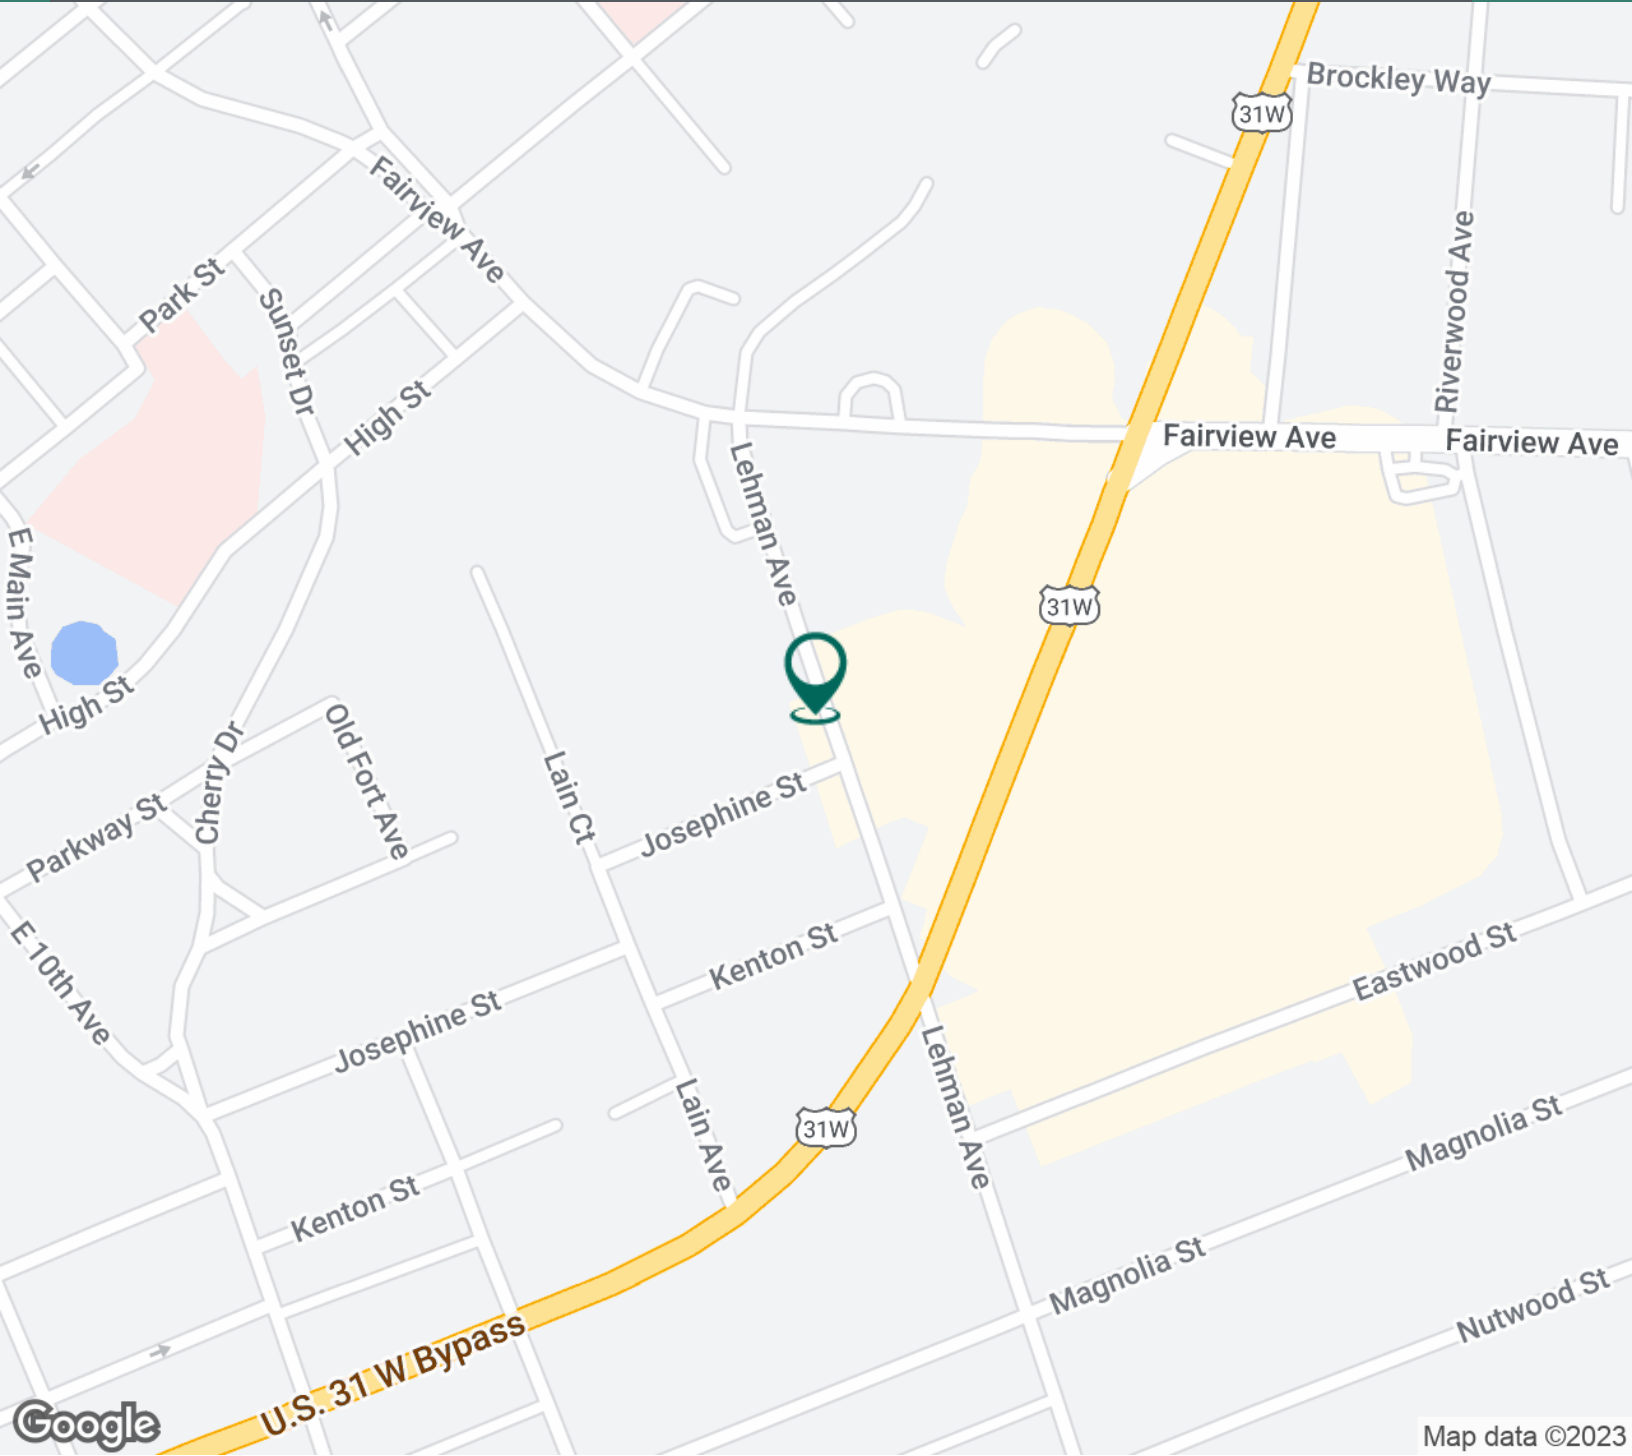 Brockley Way
31W
Fairview Ave
Park St
Sunset Dr
Riverwood Ave
High St
Fairview Ave
Fairview Ave
Lehman Ave
E Main Ave
31W
High St
Old Fort Ave
Cherry Dr
Lain Ct
Josephine St
Parkway St
Kenton St
E 10th Ave
Eastwood St
Josephine St
Lehman Ave
Lain Ave
31W
Magnolia St
Kenton St
Magnolia St
Nutwood St
U.S. 31 W Bypass
Google
Map data ©2023